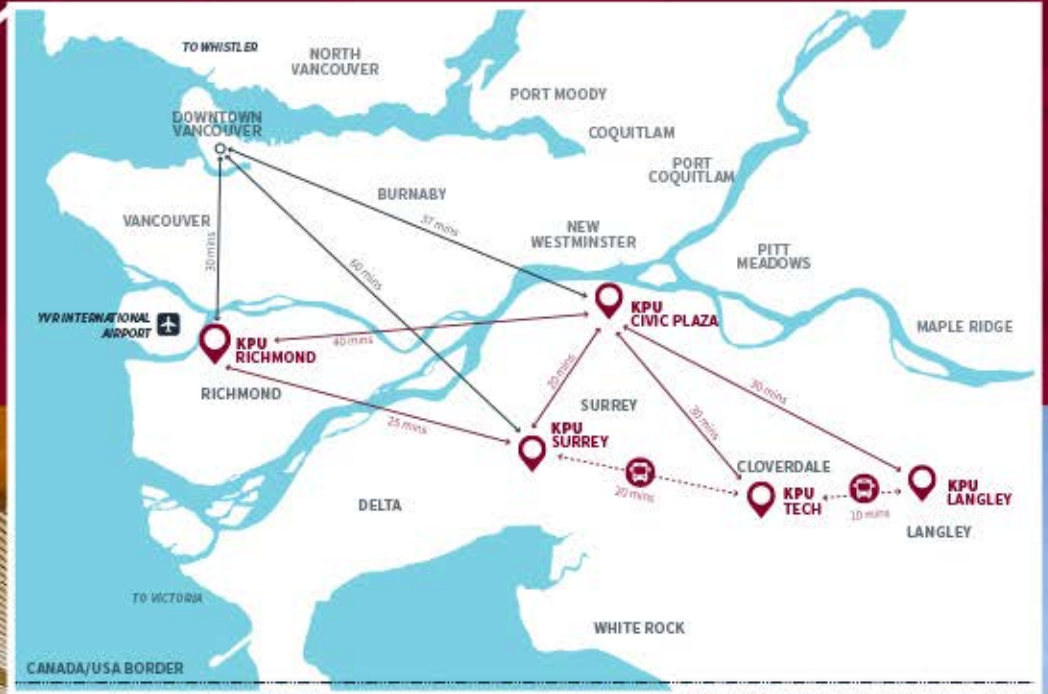 TO WHISTLER
NORTH
VANCOUVER
PORT MOODY
DOWNTOWN
VANCOUVER
COQUITLAM
PORT
COQUITLAM
BURNABY
VANCOUVER
37 mins
NEW
WESTMINSTER
30 mins
60 mins
PITT
MEADOWS
YVR INTERNATIONAL
AIRPORT
KPU
CIVIC PLAZA
MAPLE RIDGE
KPU
RICHMOND
40 mins
RICHMOND
20 mins
30 mins
SURREY
25 mins
30 mins
KPU
SURREY
CLOVERDALE
20 mins
KPU
TECH
KPU
LANGLEY
10 mins
DELTA
LANGLEY
TO VICTORIA
WHITE ROCK
CANADA/USA BORDER